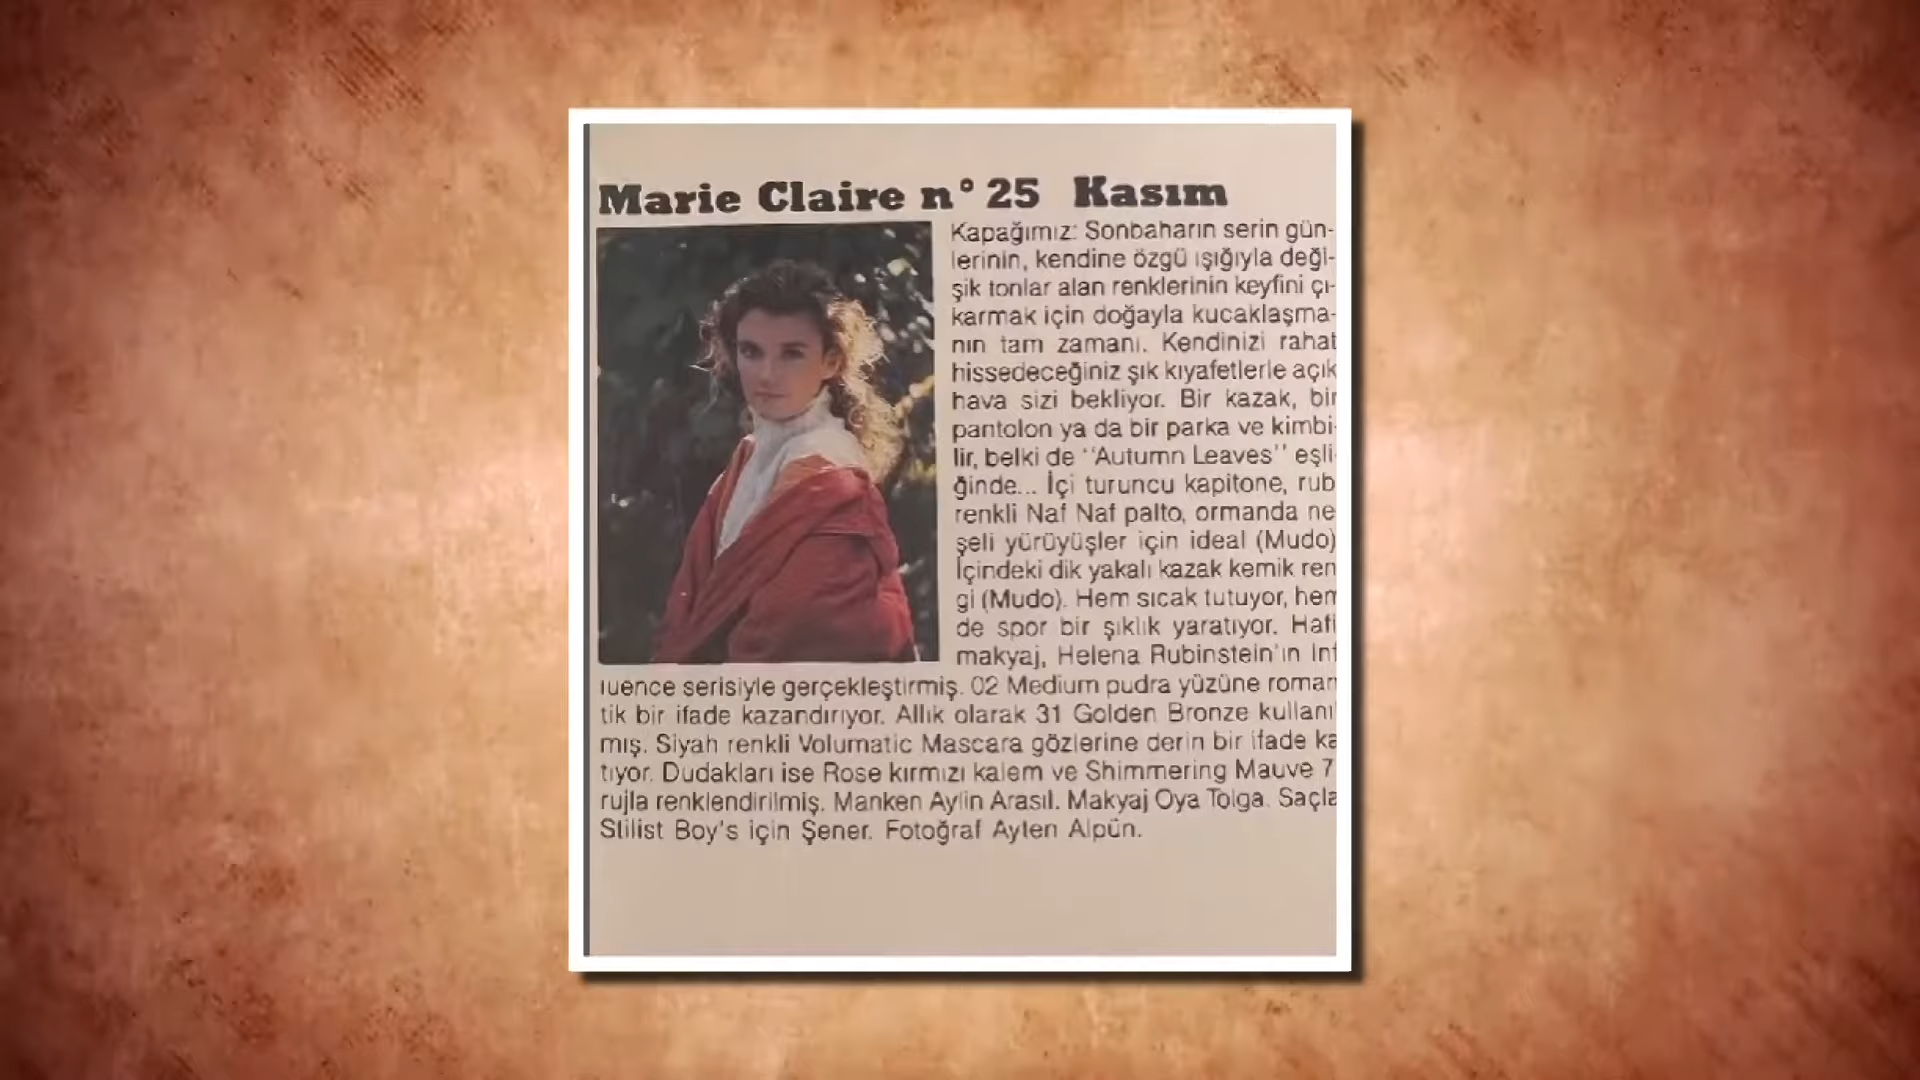 Marie Claire n° 25 Kasım
Kapağımız: Sonbaharın serin gün-
lerinin, kendine özgü ışığıyla deği-
şik tonlar alan renklerinin keyfini çı-
karmak için doğayla kucaklaşma-
nın tam zamanı. Kendinizi rahat
hissedeceğiniz şık kıyafetlerle açık
hava sizi bekliyor. Bir kazak, bir
pantolon ya da bir parka ve kimbi-
lir, belki de "Autumn Leaves" eşli-
ğinde... İçi turuncu kapitone, rub
renkli Naf Naf palto, ormanda ne
şeli yürüyüşler için ideal (Mudo)
İçindeki dik yakalı kazak kemik ren
gi (Mudo). Hem sıcak tutuyor, hem
de spor bir şıklık yaratıyor. Hafi
makyaj, Helena Rubinstein'in Inf
luence serisiyle gerçekleştirmiş. 02 Medium pudra yüzüne roman
tik bir ifade kazandırıyor. Allık olarak 31 Golden Bronze kullanı
mış. Siyah renkli Volumatic Mascara gözlerine derin bir ifade ka
tıyor. Dudakları ise Rose kırmızı kalem ve Shimmering Mauve 7
rujla renklendirilmiş. Manken Aylin Arasıl. Makyaj Oya Tolga. Saçla
Stilist Boy's için Şener. Fotoğraf Ayten Alpün.